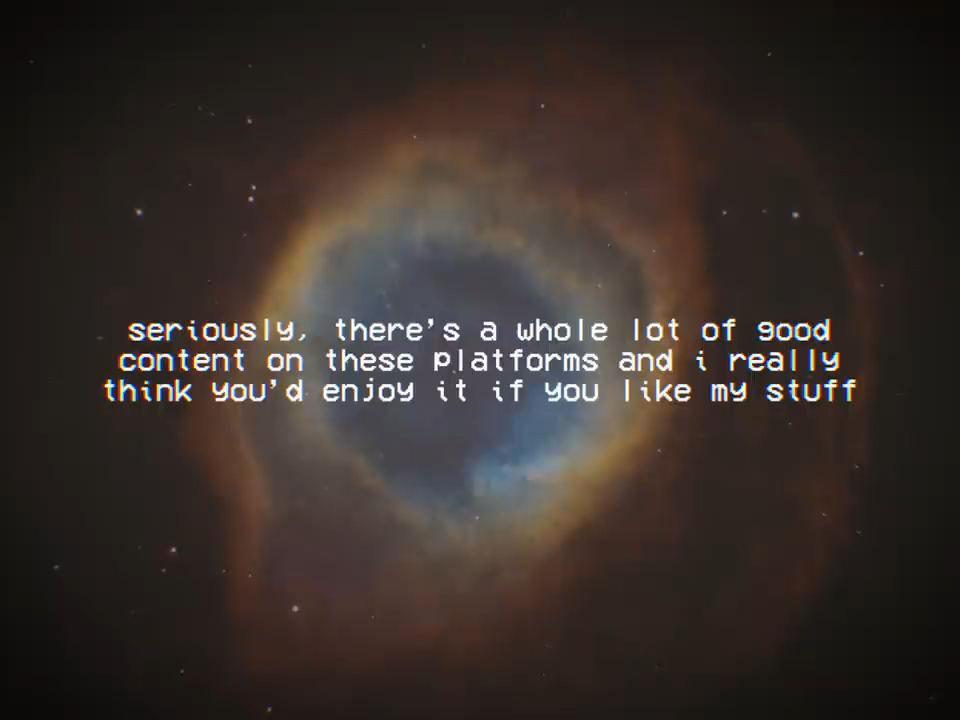 seriously, there's a whole lot of good
content on these platforms and i really
think you'd enjoy it if you like my stuff